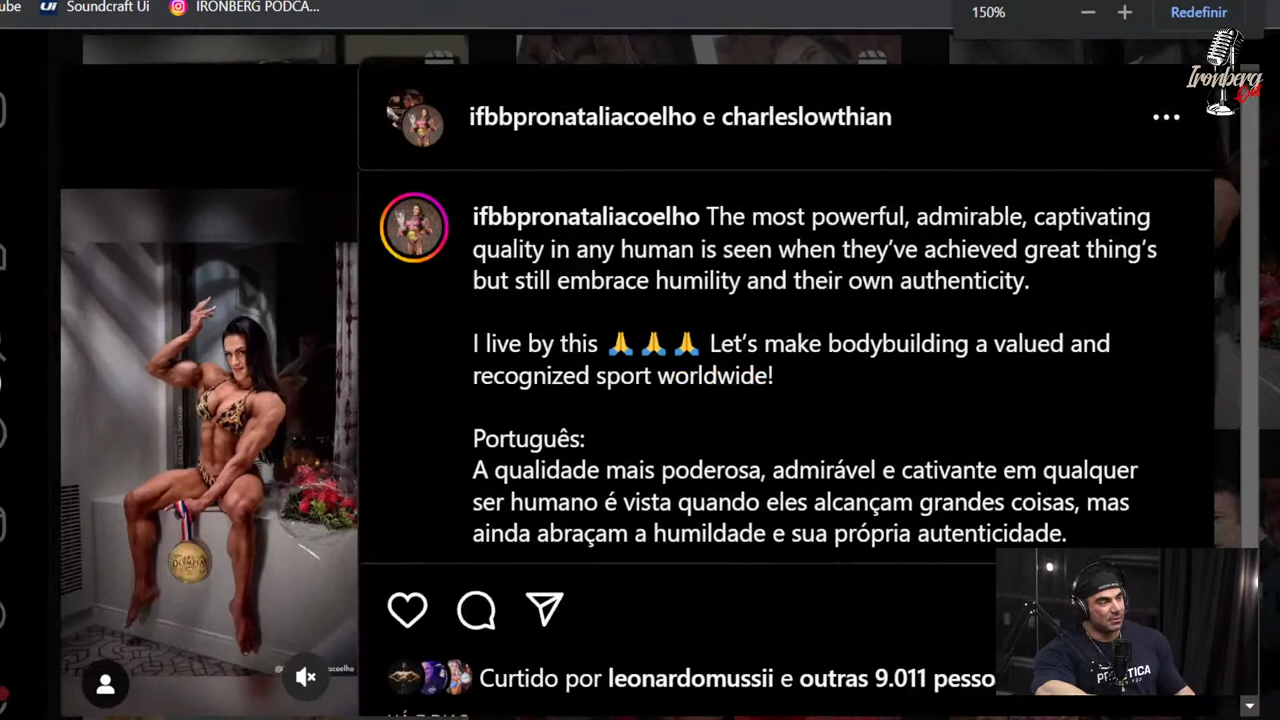 ube Soundcraft Ui IRONBERG PODCA...
150% Redefinir
Ironberg
Cast
ifbbpronataliacoelho e charleslowthian
ifbbpronataliacoelho The most powerful, admirable, captivating
quality in any human is seen when they've achieved great thing's
but still embrace humility and their own authenticity.
I live by this 🙏 🙏 🙏 Let's make bodybuilding a valued and
recognized sport worldwide!
Português:
A qualidade mais poderosa, admirável e cativante em qualquer
ser humano é vista quando eles alcançam grandes coisas, mas
ainda abraçam a humildade e sua própria autenticidade.
OLYMPIA
Curtido por leonardomussii e outras 9.011 pesso